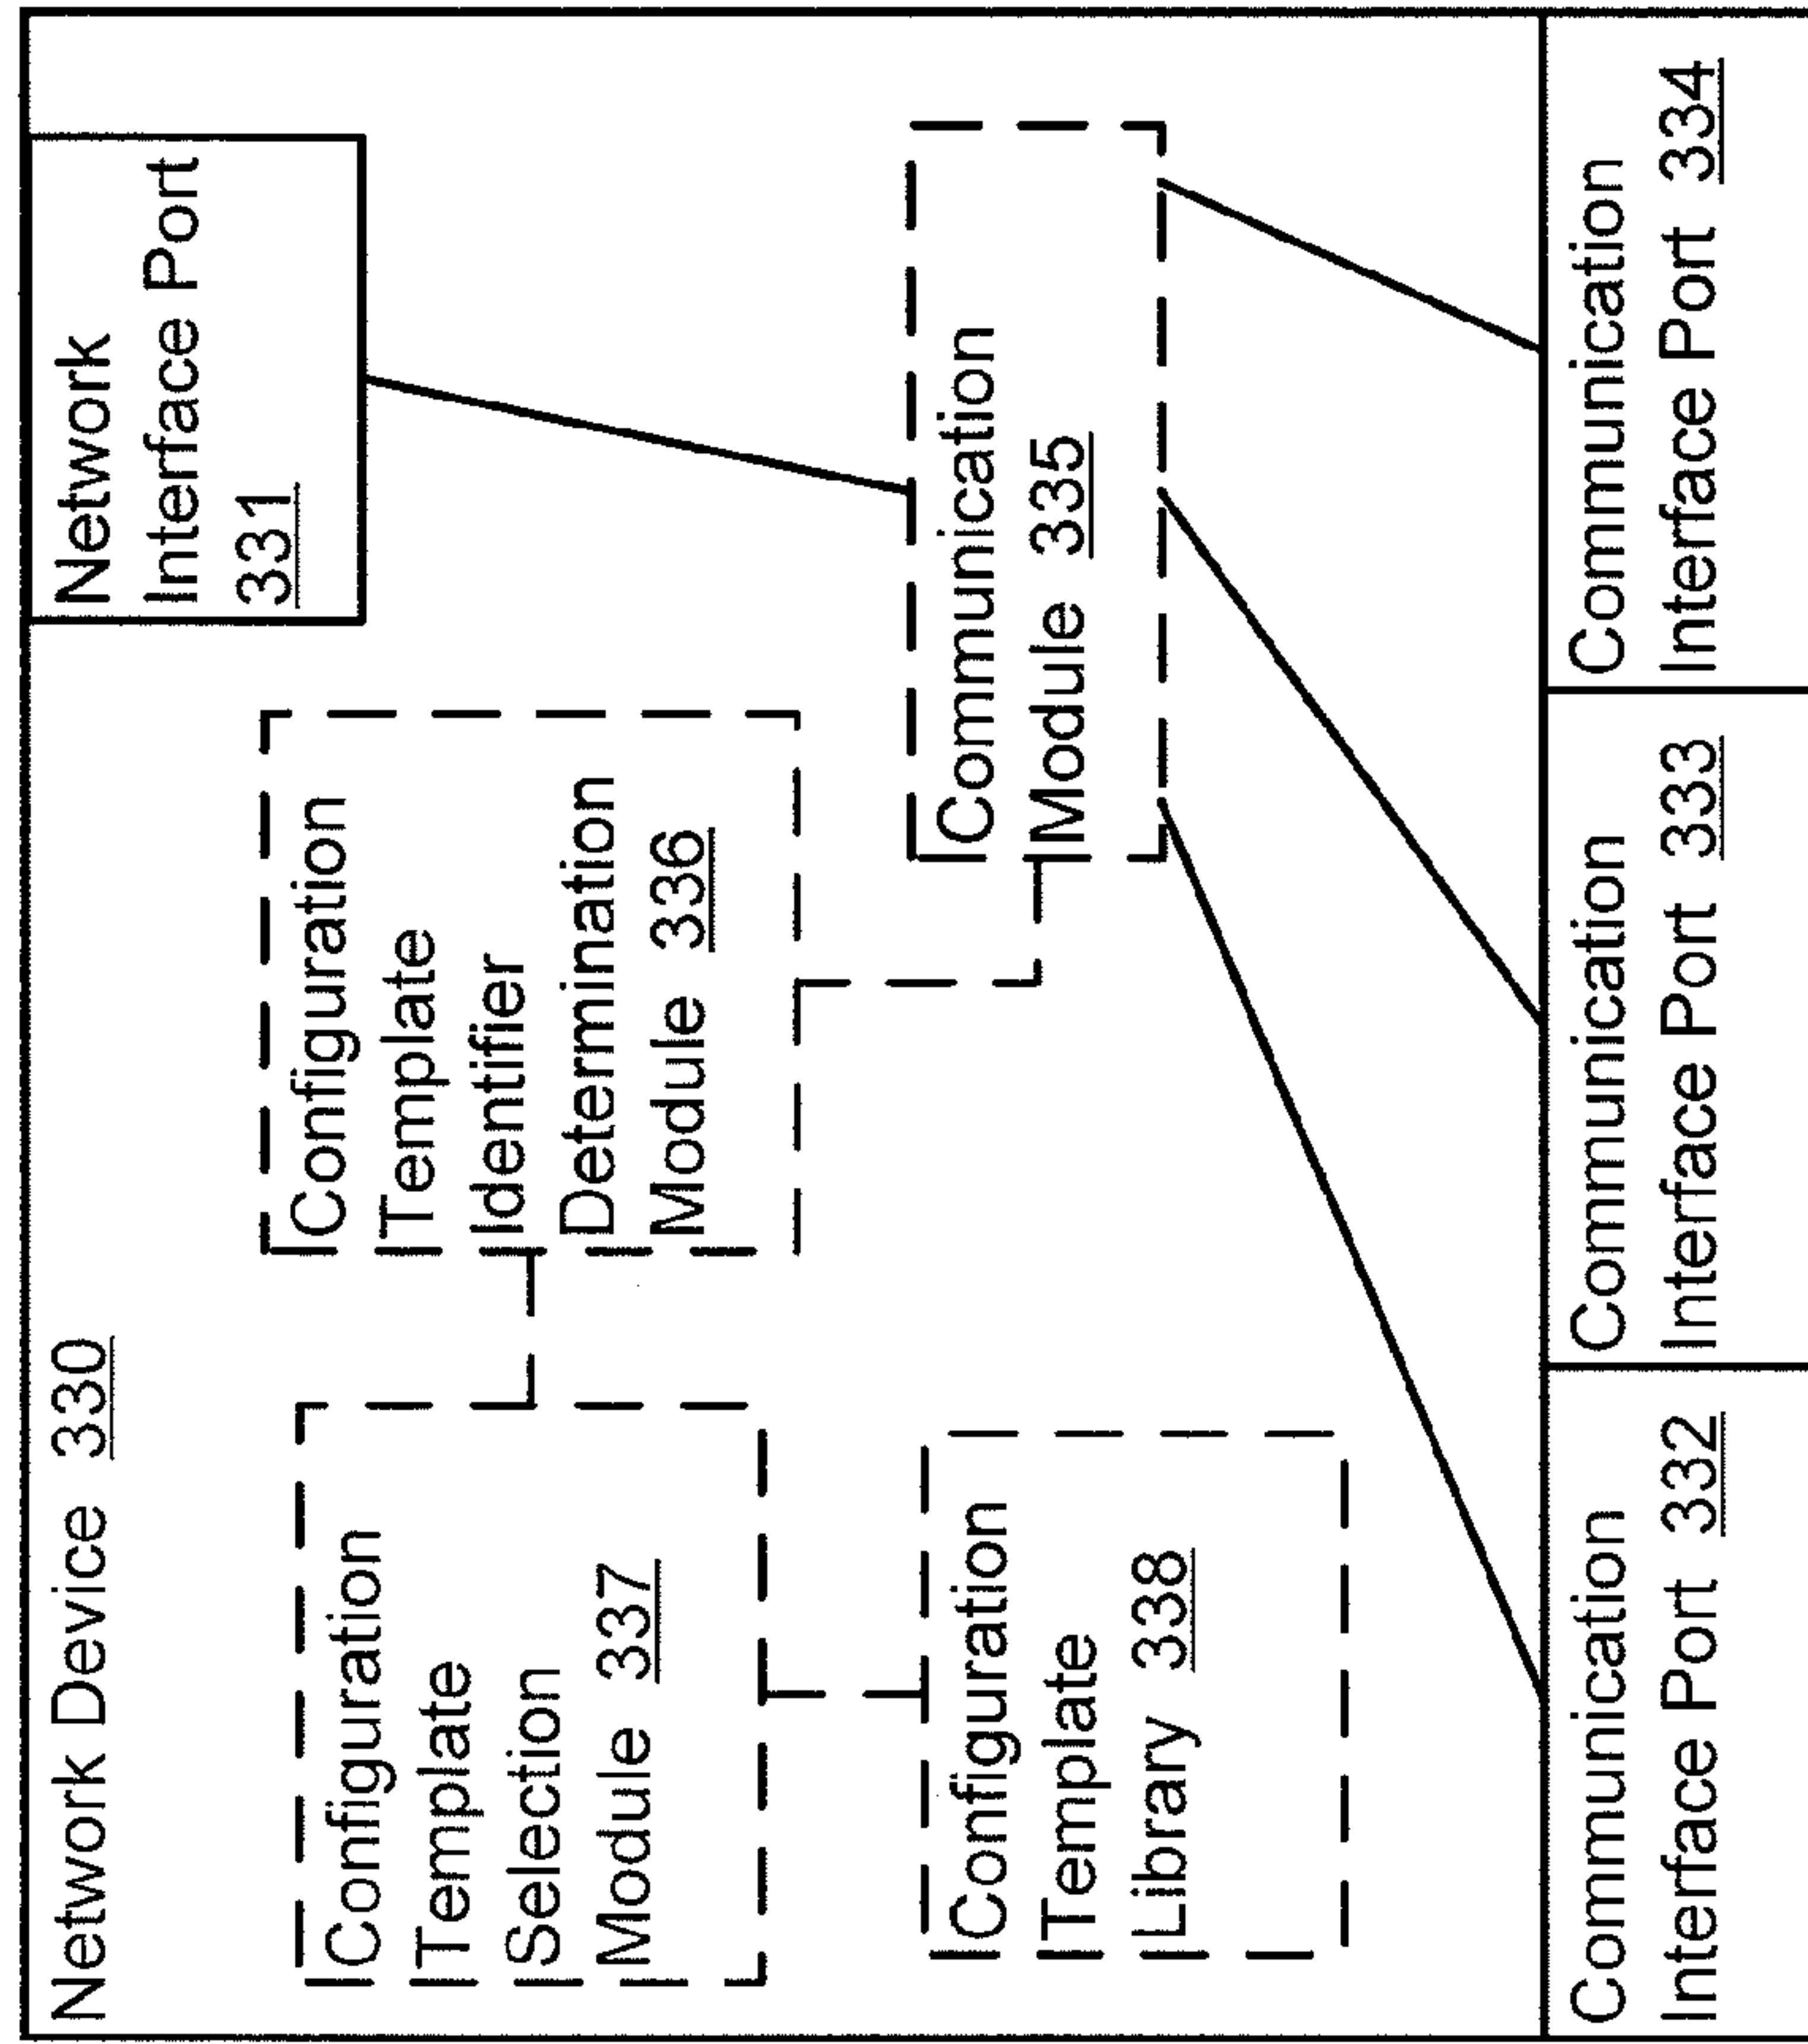 Network Device 330
Network
Interface Port
331
Configuration
Template
Selection
Module 337
Configuration
Template
Identifier
Determination
Module 336
Configuration
Template
Library 338
Communication
Module 335
Communication
Interface Port 332
Communication
Interface Port 333
Communication
Interface Port 334